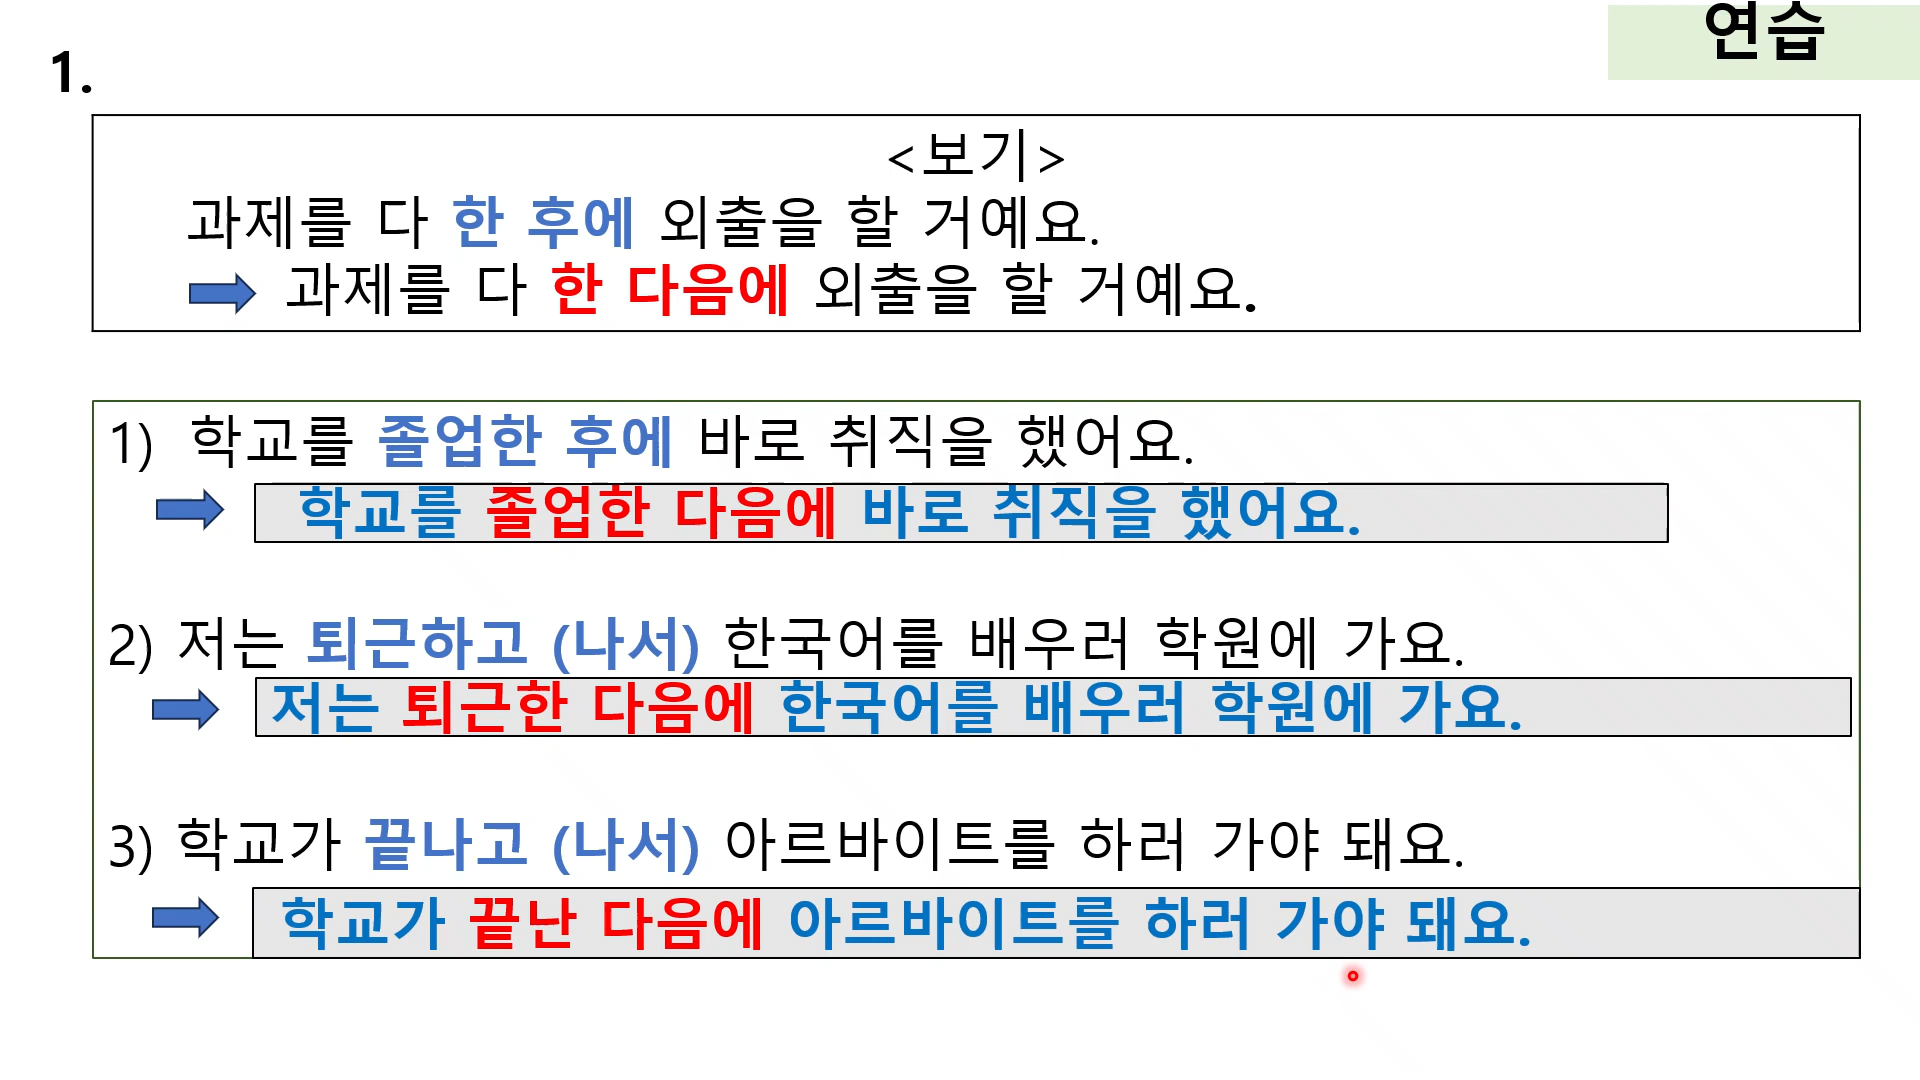 연습
1.
<보기>
과제를 다 한 후에 외출을 할 거예요.
과제를 다 한 다음에 외출을 할 거예요.
1) 학교를 졸업한 후에 바로 취직을 했어요.
학교를 졸업한 다음에 바로 취직을 했어요.
2) 저는 퇴근하고 (나서) 한국어를 배우러 학원에 가요.
저는 퇴근한 다음에 한국어를 배우러 학원에 가요.
3) 학교가 끝나고 (나서) 아르바이트를 하러 가야 돼요.
학교가 끝난 다음에 아르바이트를 하러 가야 돼요.